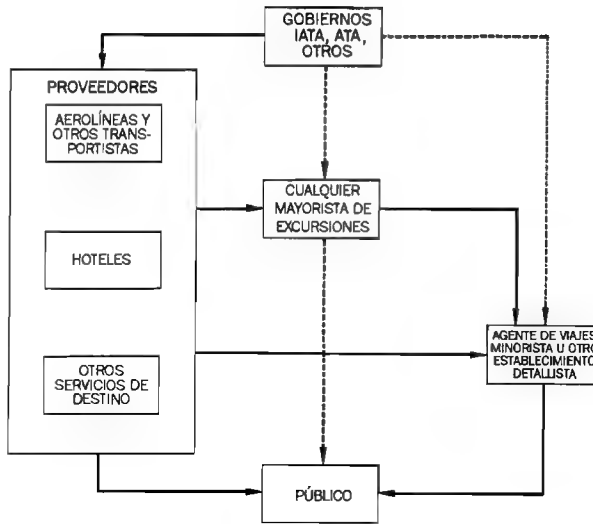 GOBIERNOS
IATA, ATA,
OTROS
PROVEEDORES
AEROLÍNEAS Y
OTROS TRANS-
PORTISTAS
CUALQUIER
MAYORISTA DE
EXCURSIONES
HOTELES
AGENTE DE VIAJES
MINORISTA U OTRO
ESTABLECIMIENTO
DETALLISTA
OTROS
SERVICIOS DE
DESTINO
PÚBLICO